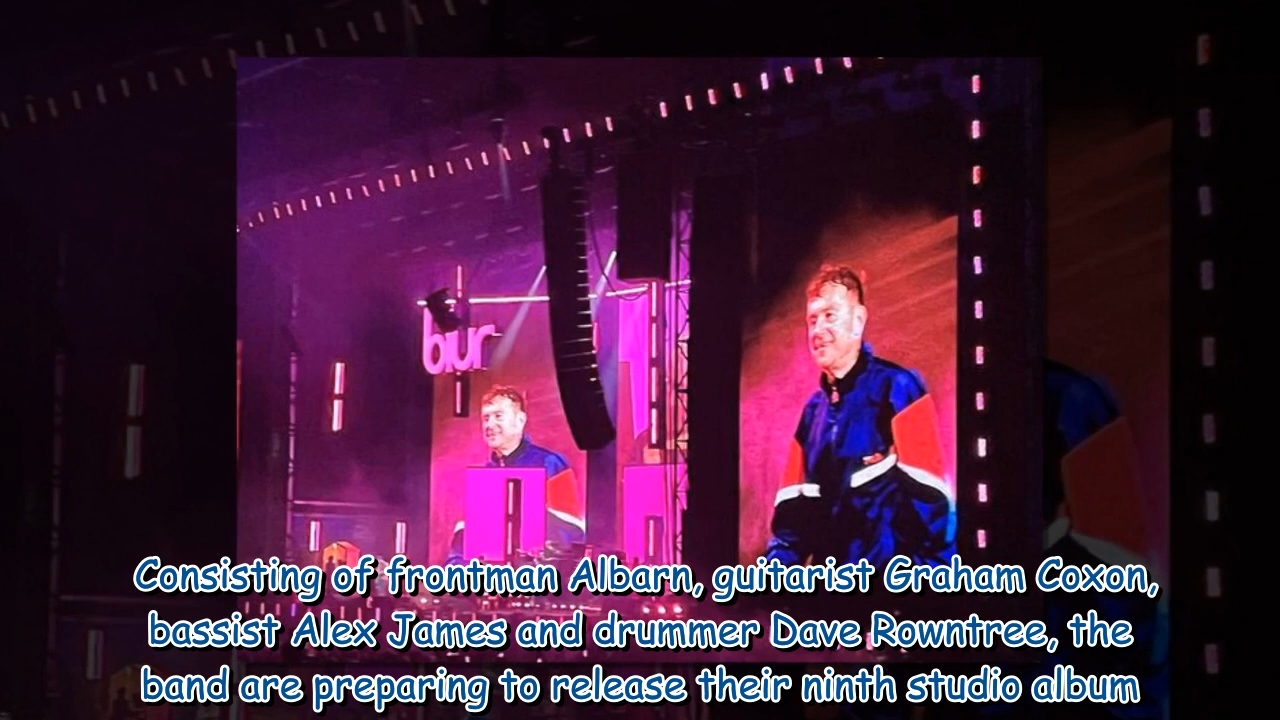 blur
Consisting of frontman Albarn, guitarist Graham Coxon,
bassist Alex James and drummer Dave Rowntree, the
band are preparing to release their ninth studio album